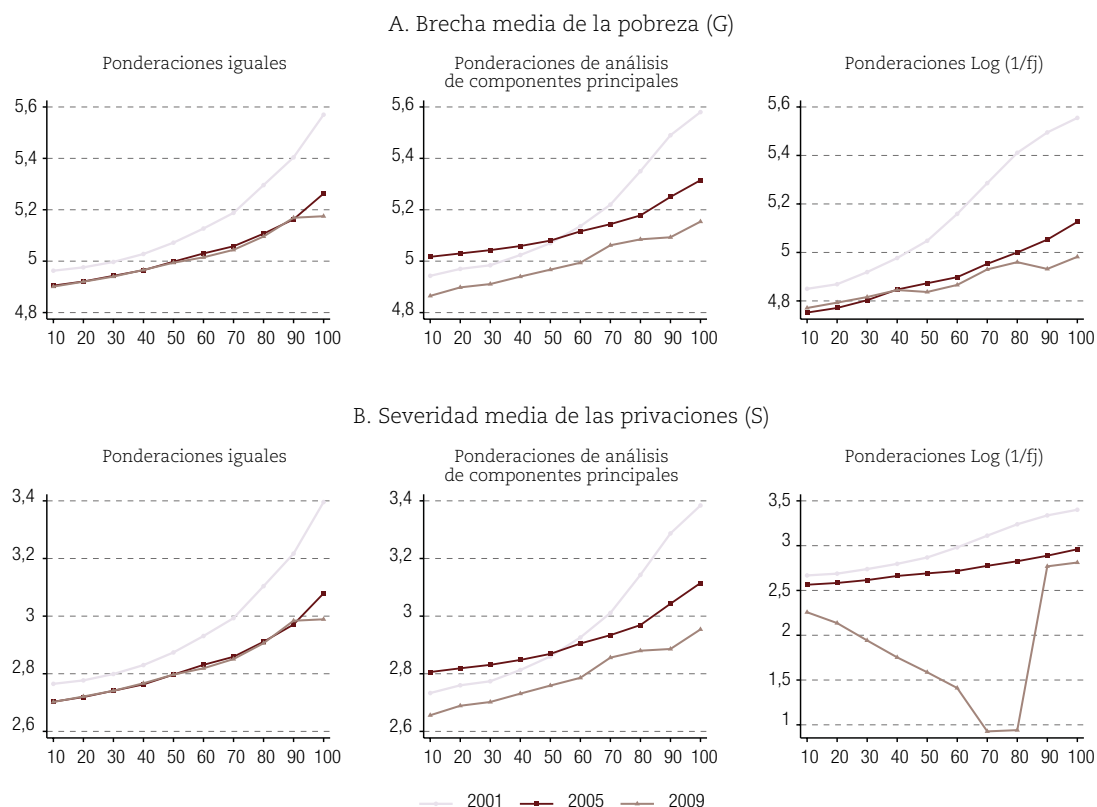 A. Brecha media de la pobreza (G)
Ponderaciones iguales
5,6
5,4
5,2
5
4,8
10 20 30 40 50 60 70 80 90 100
Ponderaciones de análisis
de componentes principales
5,6
5,4
5,2
5
4,8
10 20 30 40 50 60 70 80 90 100
Ponderaciones Log (1/fj)
5,6
5,4
5,2
5
4,8
10 20 30 40 50 60 70 80 90 100
B. Severidad media de las privaciones (S)
Ponderaciones iguales
3,4
3,2
3
2,8
2,6
10 20 30 40 50 60 70 80 90 100
Ponderaciones de análisis
de componentes principales
3,4
3,2
3
2,8
2,6
10 20 30 40 50 60 70 80 90 100
Ponderaciones Log (1/fj)
3,5
3
2,5
2
1,5
1
10 20 30 40 50 60 70 80 90 100
2001 2005 2009